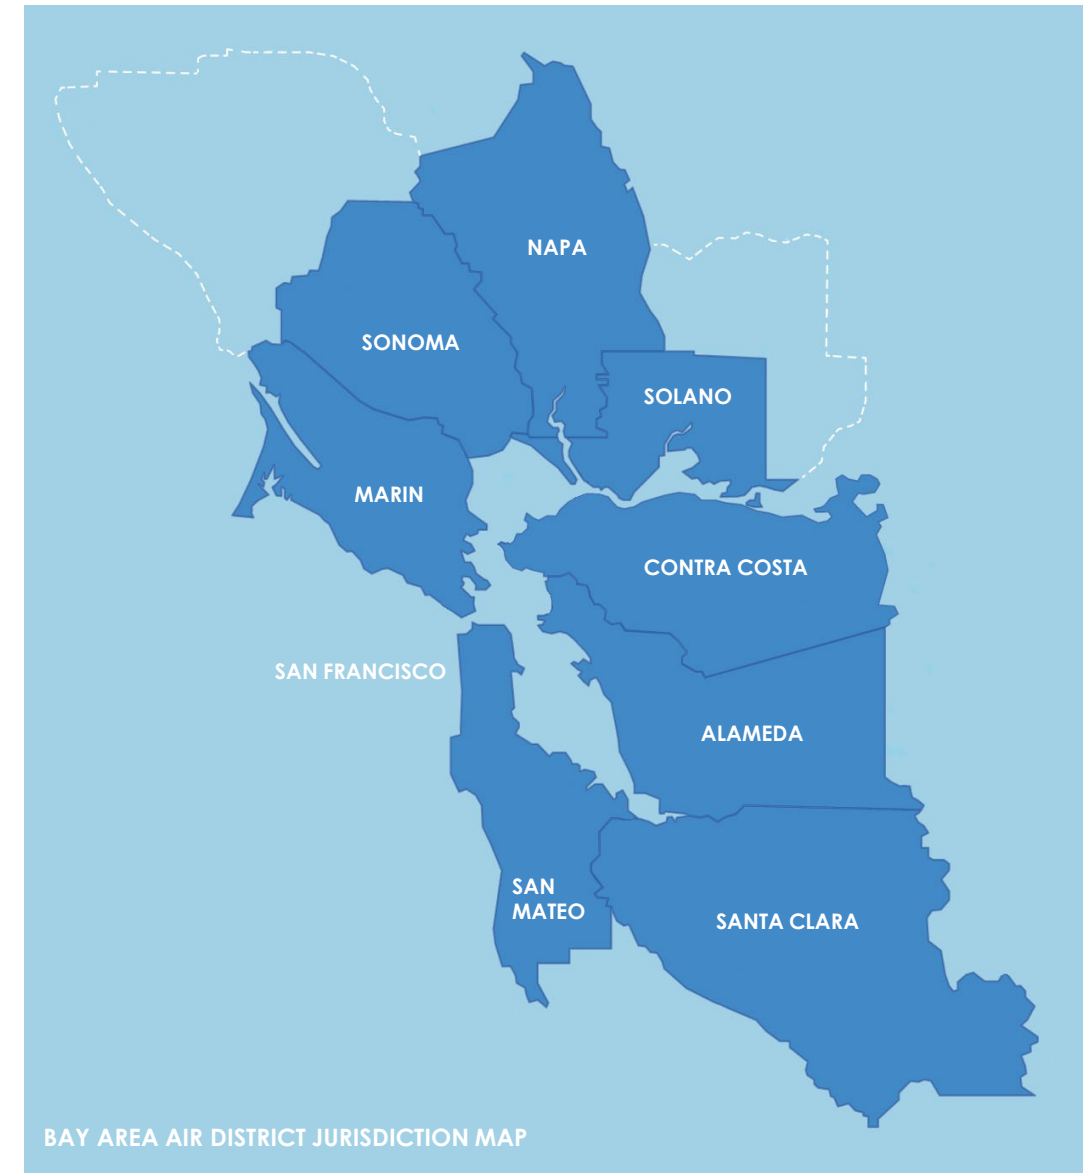 NAPA
SONOMA
SOLANO
MARIN
CONTRA COSTA
SAN FRANCISCO
ALAMEDA
SAN
MATEO
SANTA CLARA
BAY AREA AIR DISTRICT JURISDICTION MAP